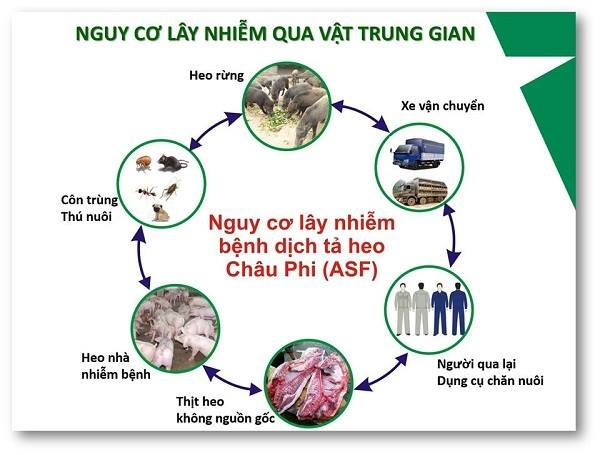 NGUY CƠ LÂY NHIỄM QUA VẬT TRUNG GIAN
Heo rừng
Xe vận chuyển
Côn trùng
Thú nuôi
Nguy cơ lây nhiễm
bệnh dịch tả heo
Châu Phi (ASF)
Heo nhà
nhiễm bệnh
Người qua lại
Dụng cụ chăn nuôi
Thịt heo
không nguồn gốc